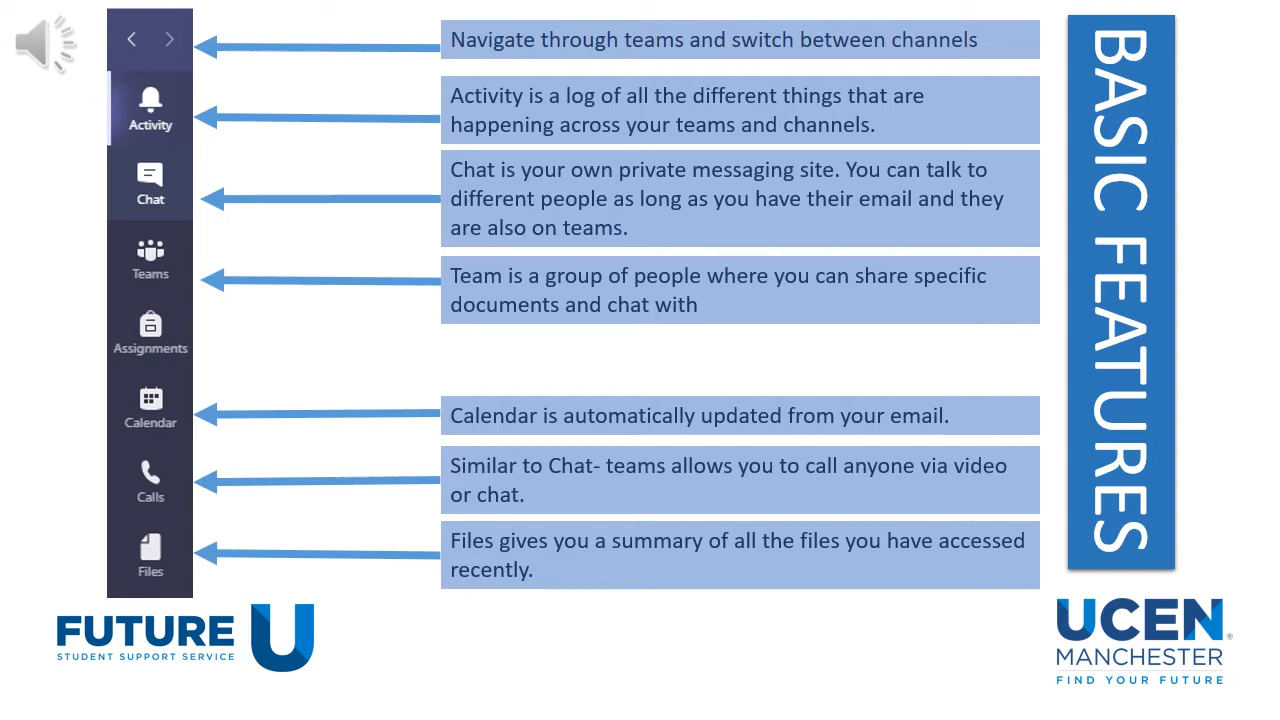 Navigate through teams and switch between channels
Activity
Activity is a log of all the different things that are
happening across your teams and channels.
Chat
Chat is your own private messaging site. You can talk to
different people as long as you have their email and they
are also on teams.
Teams
Team is a group of people where you can share specific
documents and chat with
Assignments
Calendar
Calendar is automatically updated from your email.
Calls
Similar to Chat- teams allows you to call anyone via video
or chat.
Files
Files gives you a summary of all the files you have accessed
recently.
BASIC FEATURES
FUTURE U
STUDENT SUPPORT SERVICE
UCEN®
MANCHESTER
FIND YOUR FUTURE